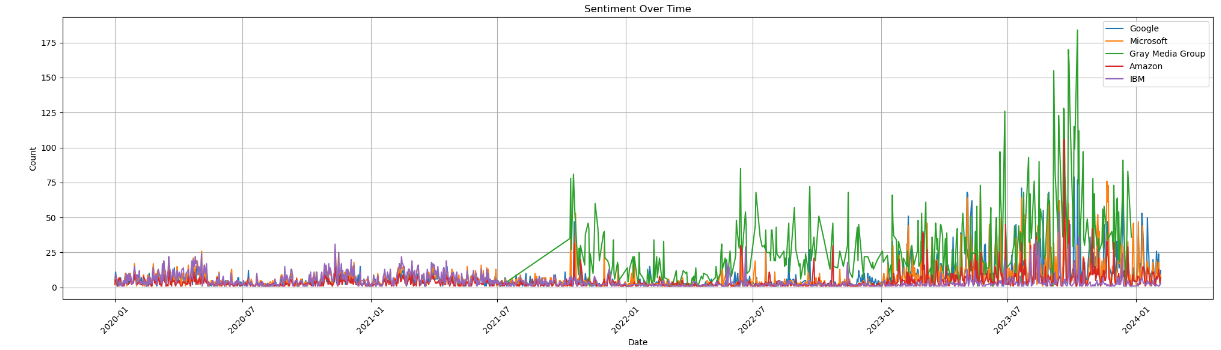 Sentiment Over Time
Google
Microsoft
Gray Media Group
Amazon
IBM
175
150
125
100
75
50
25
0
Count
2020-01
2020-07
2021-01
2021-07
2022-01
2022-07
2023-01
2023-07
2024-01
Date